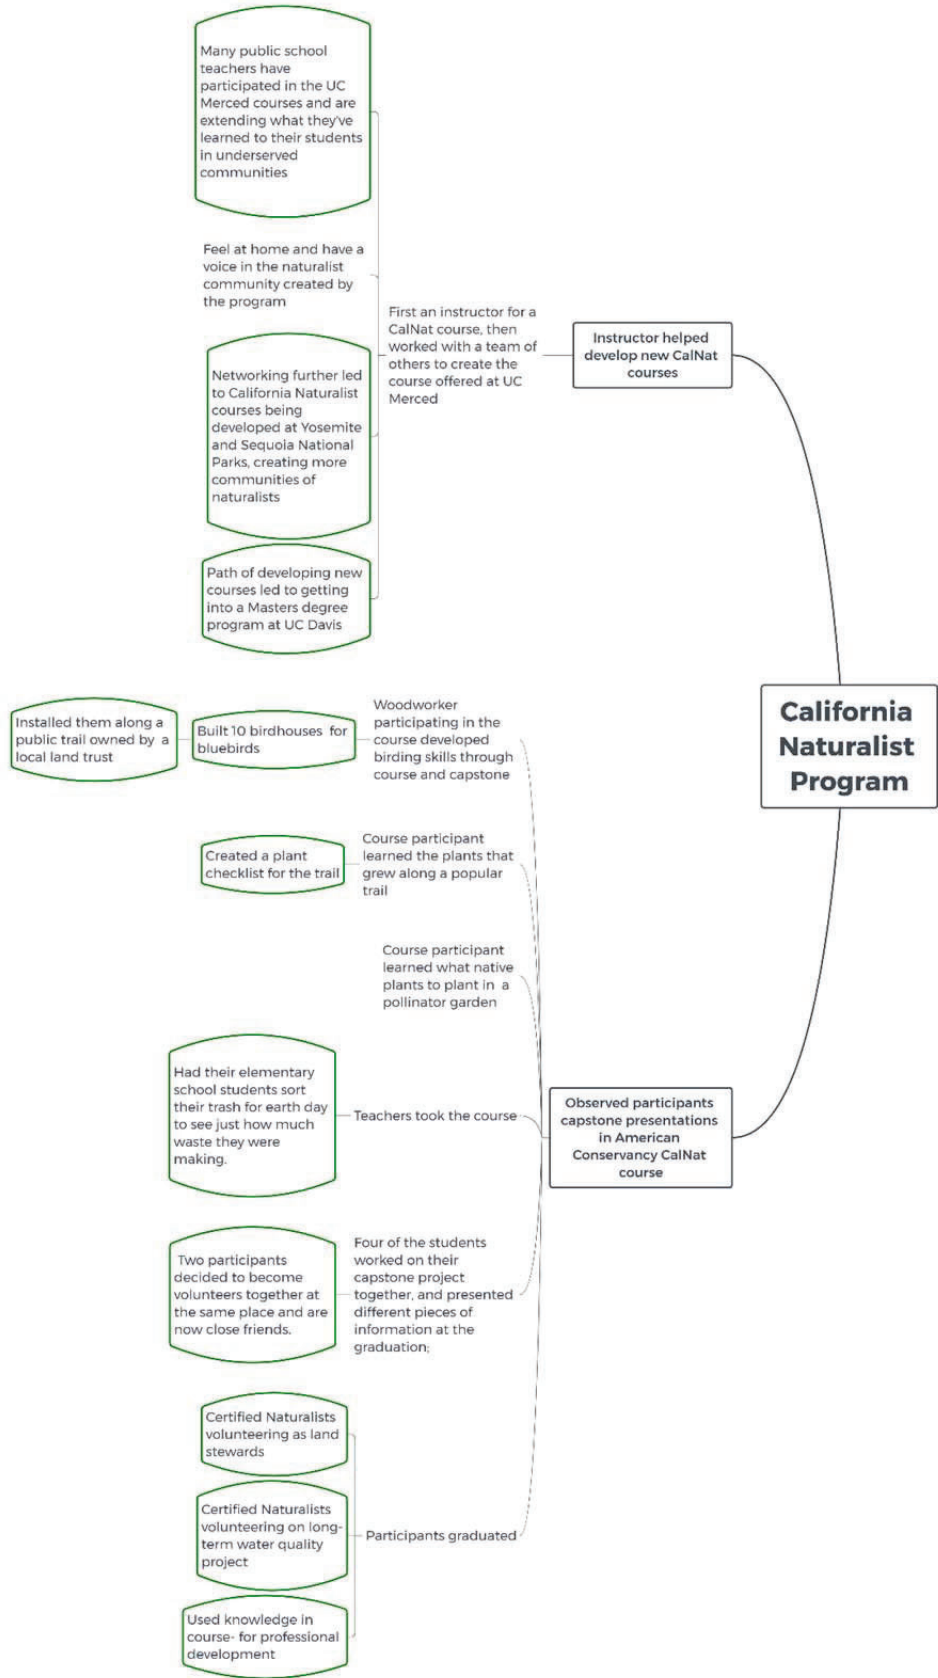 Many public school
teachers have
participated in the UC
Merced courses and are
extending what they've
learned to their students
in underserved
communities
Feel at home and have a
voice in the naturalist
community created by
the program
Networking further led
to California Naturalist
courses being
developed at Yosemite
and Sequoia National
Parks, creating more
communities of
naturalists
Path of developing new
courses led to getting
into a Masters degree
program at UC Davis
First an instructor for a
CalNat course, then
worked with a team of
others to create the
course offered at UC
Merced
Instructor helped
develop new CalNat
courses
California
Naturalist
Program
Installed them along a
public trail owned by a
local land trust
Built 10 birdhouses for
bluebirds
Woodworker
participating in the
course developed
birding skills through
course and capstone
Created a plant
checklist for the trail
Course participant
learned the plants that
grew along a popular
trail
Course participant
learned what native
plants to plant in a
pollinator garden
Had their elementary
school students sort
their trash for earth day
to see just how much
waste they were
making.
Teachers took the course
Observed participants
capstone presentations
in American
Conservancy CalNat
course
Two participants
decided to become
volunteers together at
the same place and are
now close friends.
Four of the students
worked on their
capstone project
together, and presented
different pieces of
information at the
graduation;
Certified Naturalists
volunteering as land
stewards
Certified Naturalists
volunteering on long-
term water quality
project
Used knowledge in
course- for professional
development
Participants graduated